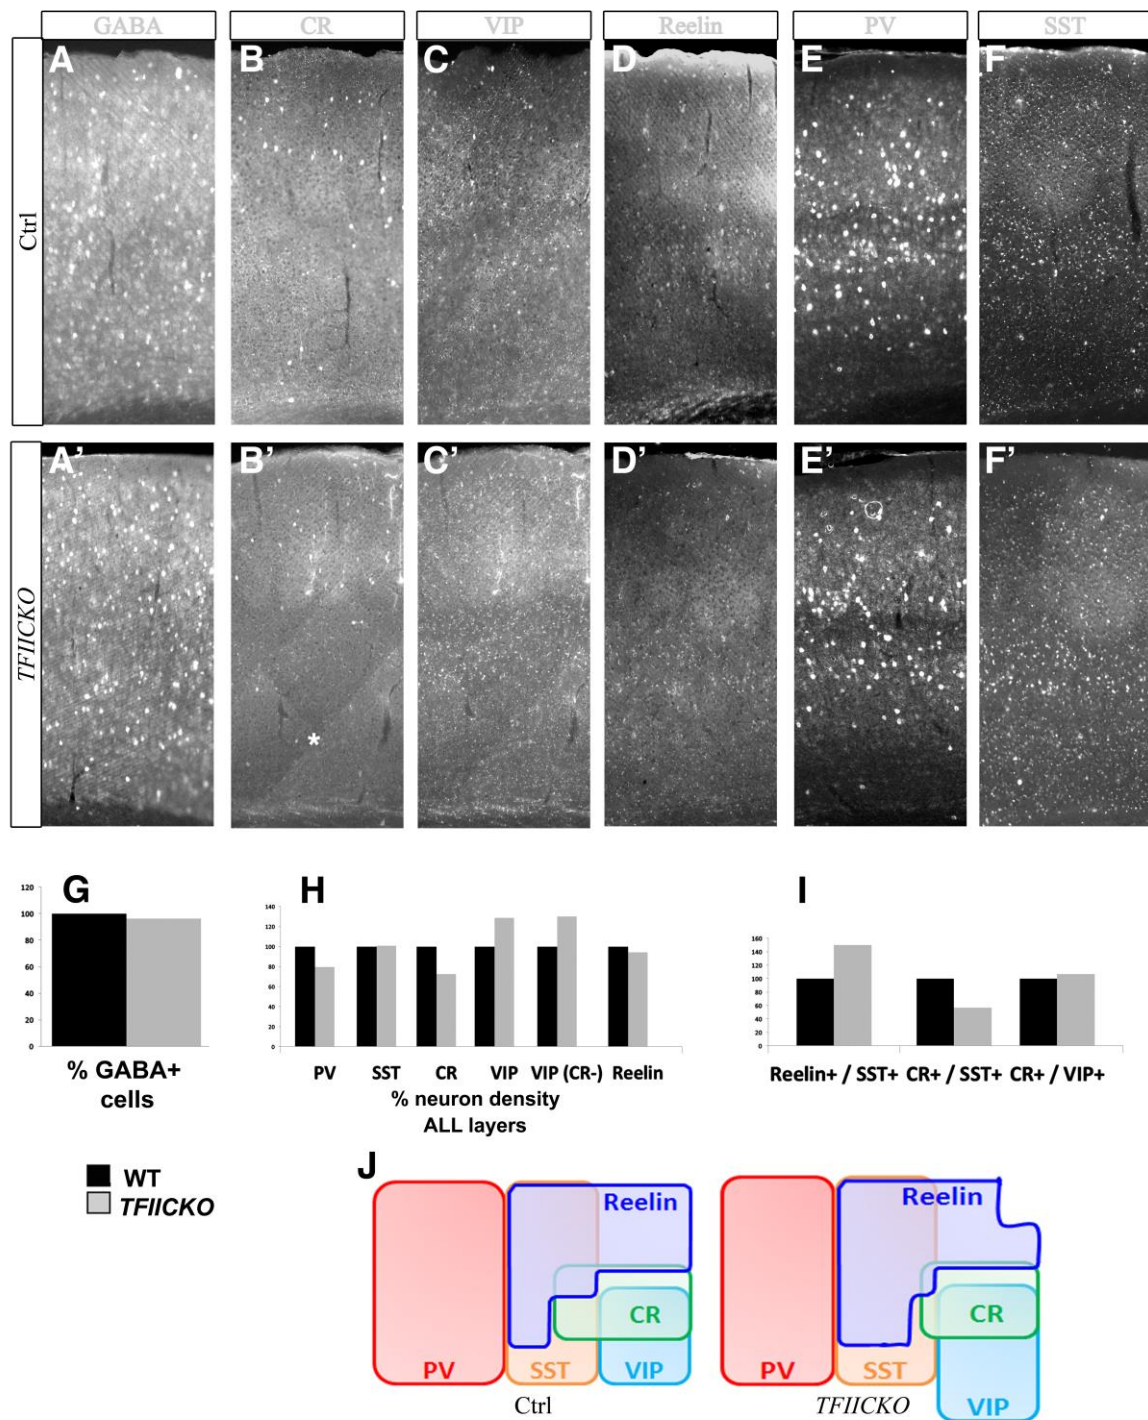 GABA CR VIP Reelin PV SST
Ctrl
A B C D E F
TFIICKO
A' B' C' D' E' F'
*
G H I
120
100
80
60
40
20
0
% GABA+
cells
140
120
100
80
60
40
20
0
PV SST CR VIP VIP (CR-) Reelin
% neuron density
ALL layers
160
140
120
100
80
60
40
20
0
Reelin+ / SST+ CR+ / SST+ CR+ / VIP+
WT
TFIICKO
J
Reelin
CR
PV SST VIP
Ctrl
Reelin
CR
PV SST VIP
TFIICKO